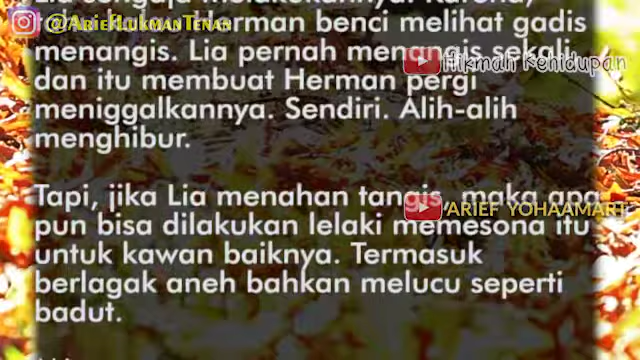 @ArieFLukmanTenan
Herman benci melihat gadis
menangis. Lia pernah menangis sekali
Hikmah Kehidupan
dan itu membuat Herman pergi
meniggalkannya. Sendiri. Alih-alih
menghibur.
Tapi, jika Lia menahan tangis, maka apa
ARIEF YOHAAMART
pun bisa dilakukan lelaki memesona itu
untuk kawan baiknya. Termasuk
berlagak aneh bahkan melucu seperti
badut.